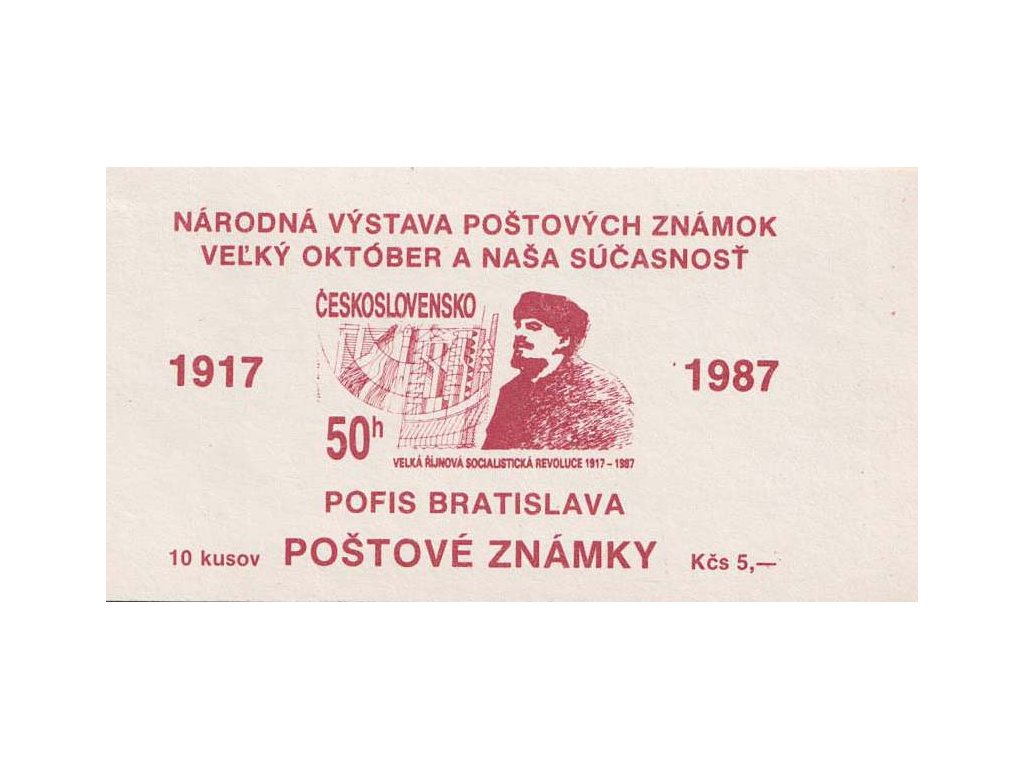 NÁRODNÁ VÝSTAVA POŠTOVÝCH ZNÁMOK
VEĽKÝ OKTÓBER A NAŠA SÚČASNOSŤ
ČESKOSLOVENSKO
1917
1987
50h
VELKÁ ŘÍJNOVÁ SOCIALISTICKÁ REVOLUCE 1917 – 1987
POFIS BRATISLAVA
10 kusov POŠTOVÉ ZNÁMKY Kčs 5,—